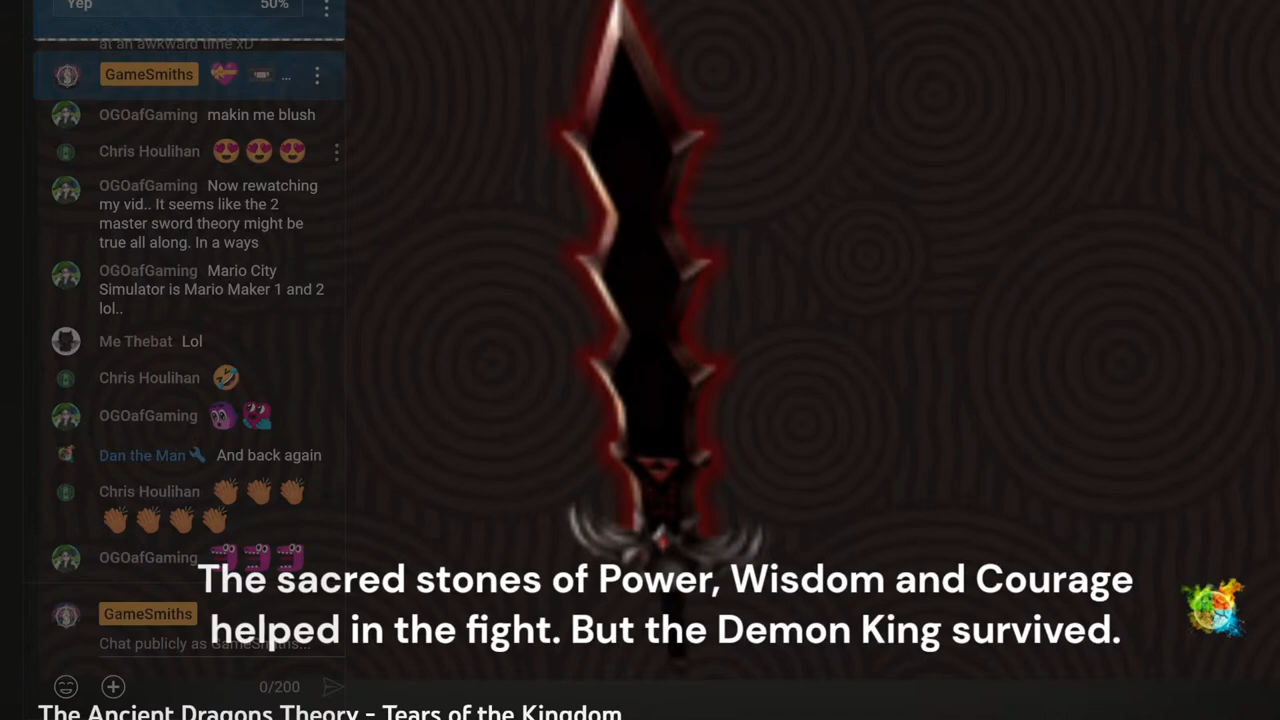 Yep 50%
at an awkward time xD
GameSmiths ...
OGOafGaming makin me blush
Chris Houlihan
OGOafGaming Now rewatching
my vid.. It seems like the 2
master sword theory might be
true all along. In a ways
OGOafGaming Mario City
Simulator is Mario Maker 1 and 2
lol..
Me Thebat Lol
Chris Houlihan
OGOafGaming
Dan the Man And back again
Chris Houlihan
OGOafGaming
The sacred stones of Power, Wisdom and Courage
helped in the fight. But the Demon King survived.
GameSmiths
Chat publicly as GameSmiths...
0/200
The Ancient Dragons Theory - Tears of the Kingdom